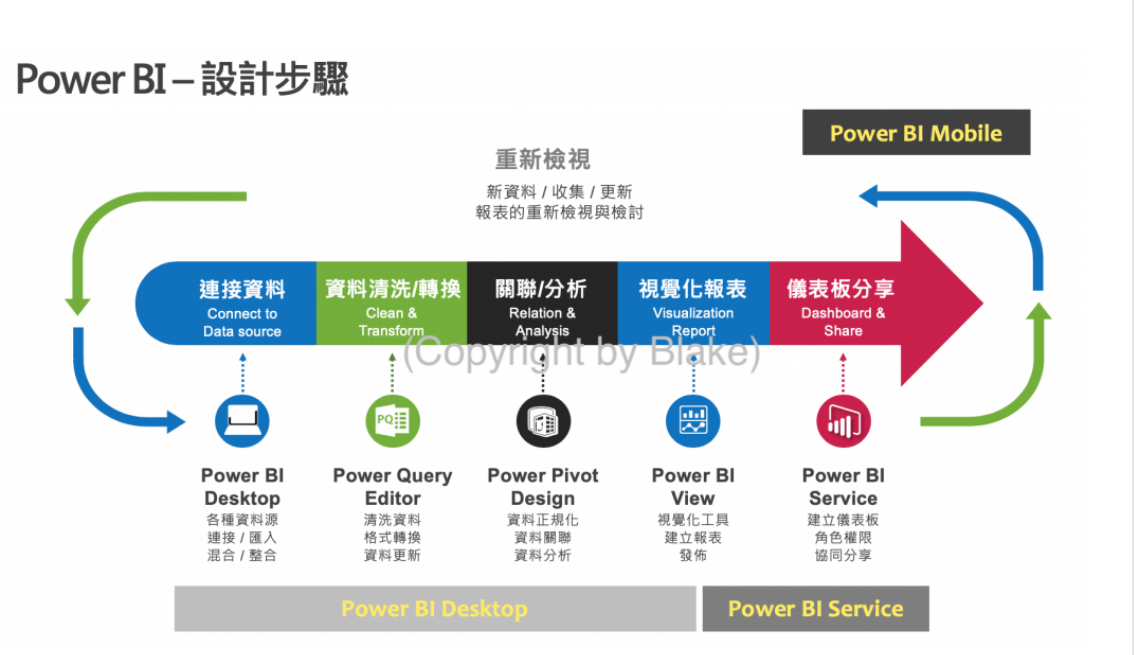 Power BI – 設計步驟
Power BI Mobile
重新檢視
新資料 / 收集 / 更新
報表的重新檢視與檢討
連接資料
Connect to
Data source
資料清洗/轉換
Clean &
Transform
關聯/分析
Relation &
Analysis
視覺化報表
Visualization
Report
儀表板分享
Dashboard &
Share
(Copyright by Blake)
PQ
Power BI
Desktop
各種資料源
連接 / 匯入
混合 / 整合
Power Query
Editor
清洗資料
格式轉換
資料更新
Power Pivot
Design
資料正規化
資料關聯
資料分析
Power BI
View
視覺化工具
建立報表
發佈
Power BI
Service
建立儀表板
角色權限
協同分享
Power BI Desktop
Power BI Service